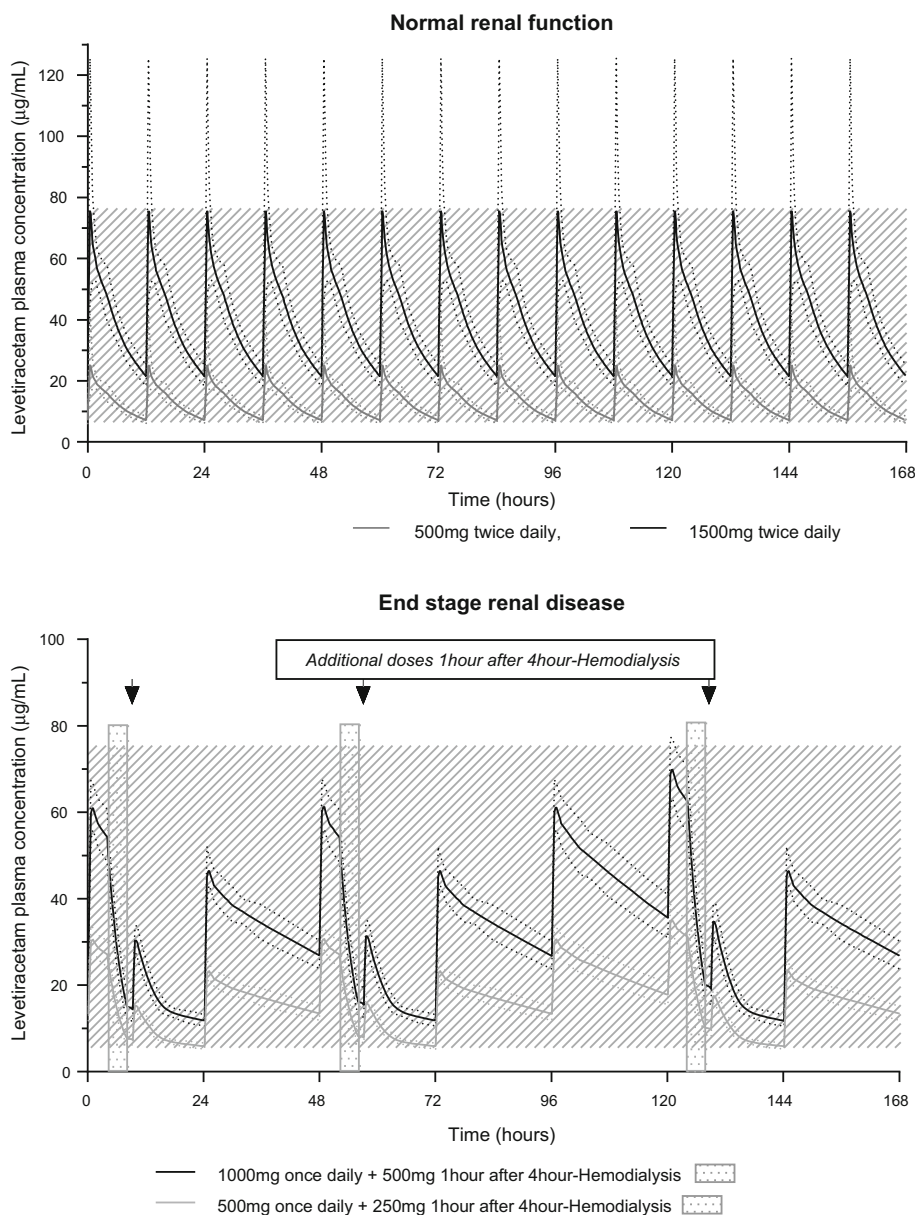 Normal renal function
Levetiracetam plasma concentration (μg/mL)
120
100
80
60
40
20
0
0 24 48 72 96 120 144 168
Time (hours)
500mg twice daily, 1500mg twice daily
End stage renal disease
Additional doses 1hour after 4hour-Hemodialysis
Levetiracetam plasma concentration (μg/mL)
100
80
60
40
20
0
0 24 48 72 96 120 144 168
Time (hours)
1000mg once daily + 500mg 1hour after 4hour-Hemodialysis
500mg once daily + 250mg 1hour after 4hour-Hemodialysis